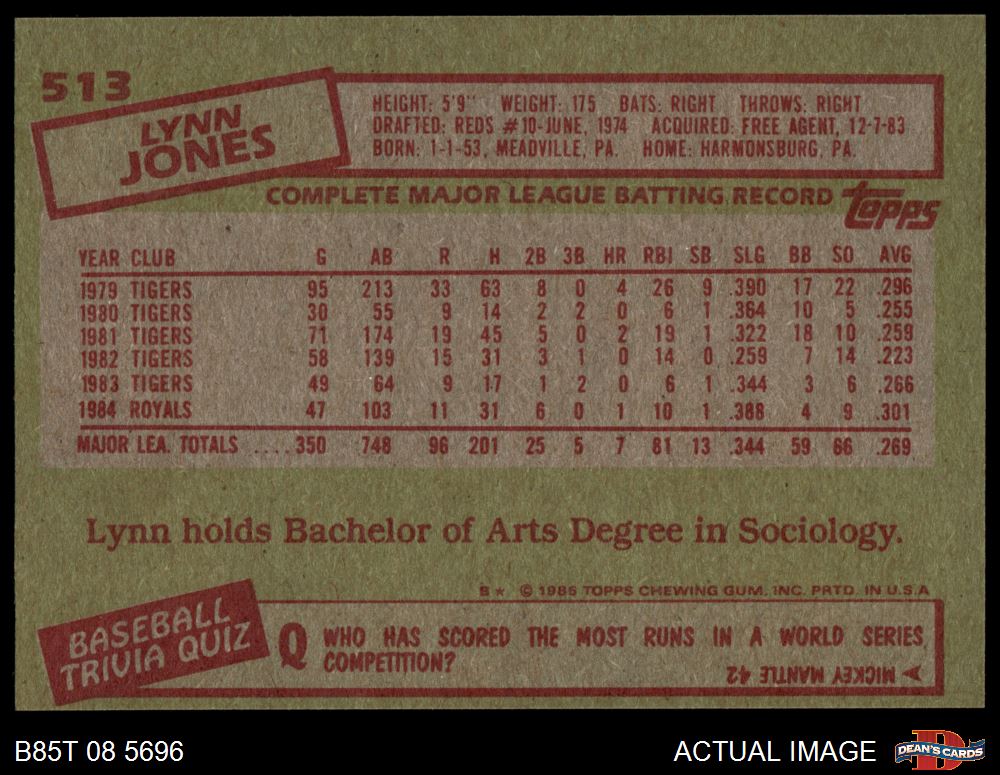 513
LYNN
JONES
HEIGHT: 5'9" WEIGHT: 175 BATS: RIGHT THROWS: RIGHT
DRAFTED: REDS #10-JUNE, 1974 ACQUIRED: FREE AGENT, 12-7-83
BORN: 1-1-53, MEADVILLE, PA. HOME: HARMONSBURG, PA.
COMPLETE MAJOR LEAGUE BATTING RECORD topps
YEAR CLUB G AB R H 2B 3B HR RBI SB SLG BB SO AVG
1979 TIGERS 95 213 33 63 8 0 4 26 9 .390 17 22 .296
1980 TIGERS 30 55 9 14 2 2 0 6 1 .364 10 5 .255
1981 TIGERS 71 174 19 45 5 0 2 19 1 .322 18 10 .259
1982 TIGERS 58 139 15 31 3 1 0 14 0 .259 7 14 .223
1983 TIGERS 49 64 9 17 1 2 0 6 1 .344 3 6 .266
1984 ROYALS 47 103 11 31 6 0 1 10 1 .388 4 9 .301
MAJOR LEA. TOTALS ....350 748 96 201 25 5 7 81 13 .344 59 66 .269
Lynn holds Bachelor of Arts Degree in Sociology.
B* © 1985 TOPPS CHEWING GUM, INC. PRTD. IN U.S.A
BASEBALL
TRIVIA QUIZ
Q WHO HAS SCORED THE MOST RUNS IN A WORLD SERIES
COMPETITION?
MICKEY MANTLE 42
B85T 08 5696
ACTUAL IMAGE
DEAN'S CARDS